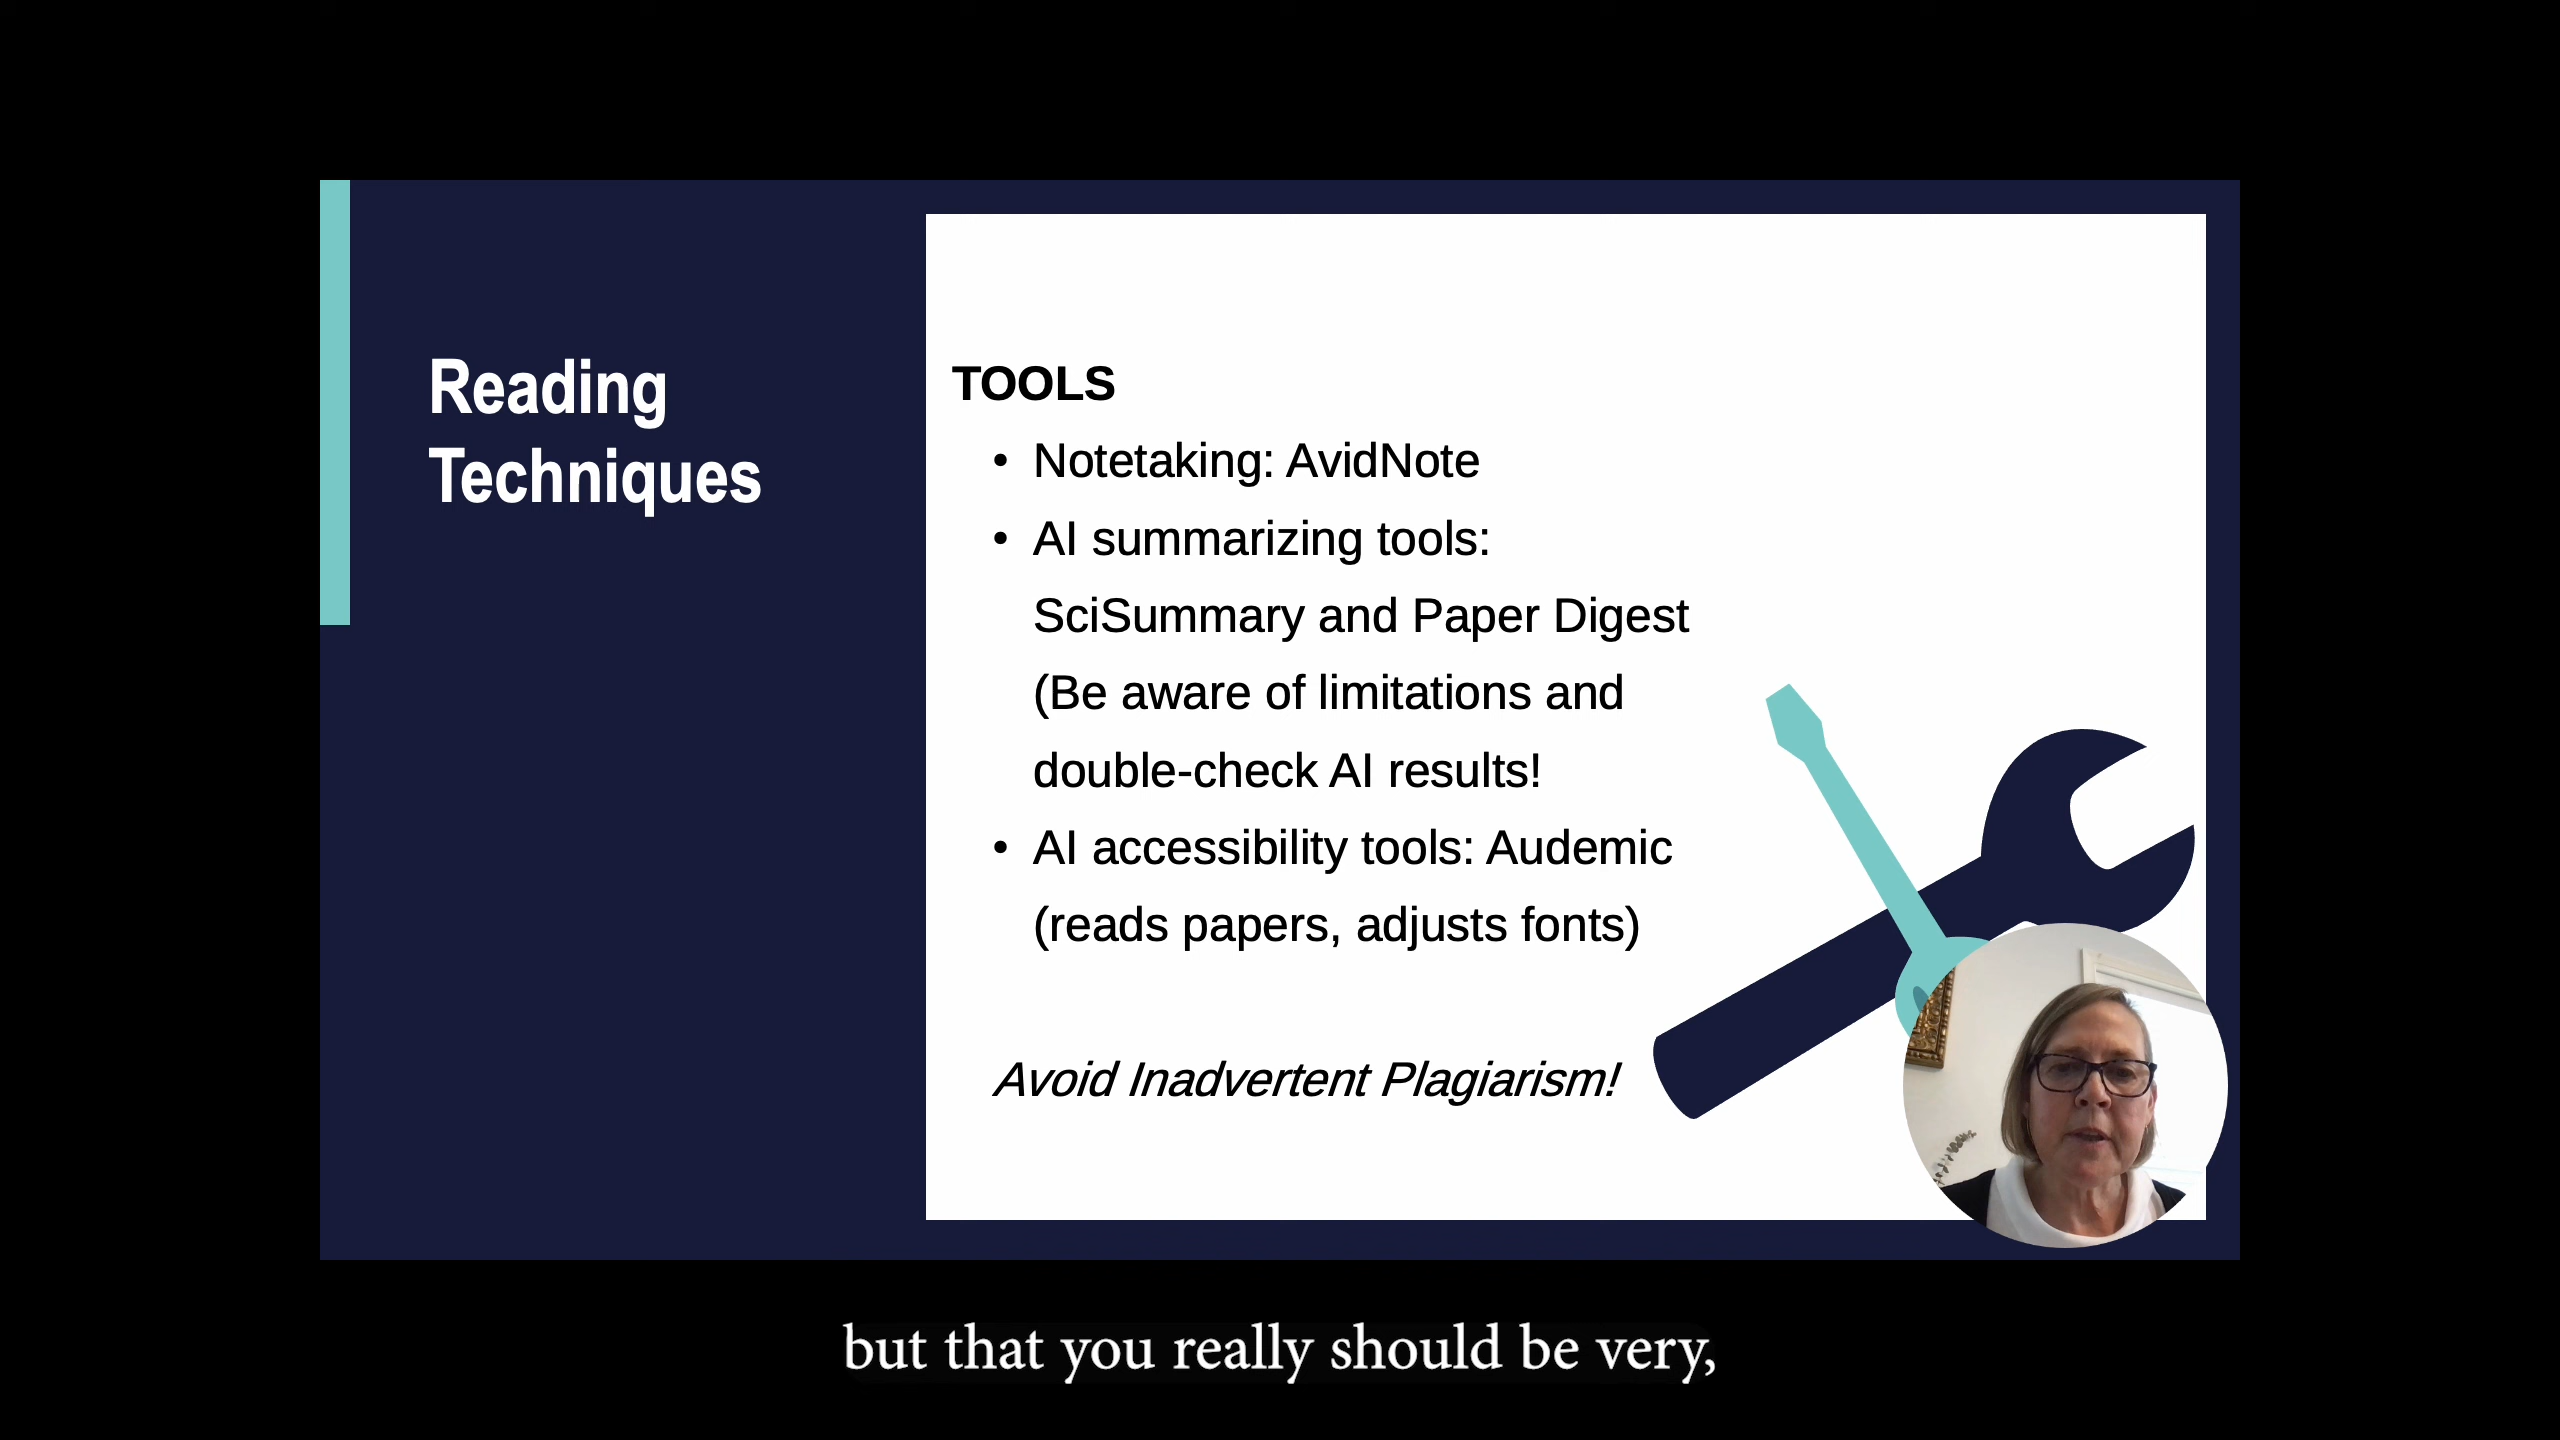 Reading
Techniques
TOOLS
• Notetaking: AvidNote
• AI summarizing tools:
SciSummary and Paper Digest
(Be aware of limitations and
double-check AI results!
• AI accessibility tools: Audemic
(reads papers, adjusts fonts)
Avoid Inadvertent Plagiarism!
but that you really should be very,